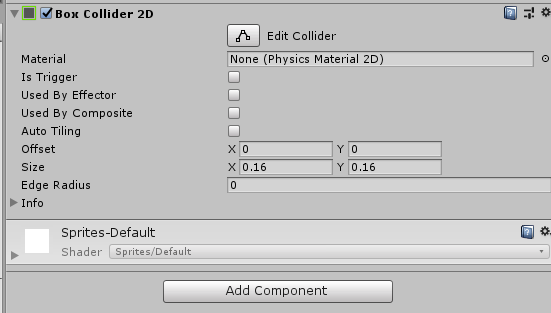 Box Collider 2D
Edit Collider
Material None (Physics Material 2D)
Is Trigger
Used By Effector
Used By Composite
Auto Tiling
Offset X 0 Y 0
Size X 0.16 Y 0.16
Edge Radius 0
Info
Sprites-Default
Shader Sprites/Default
Add Component